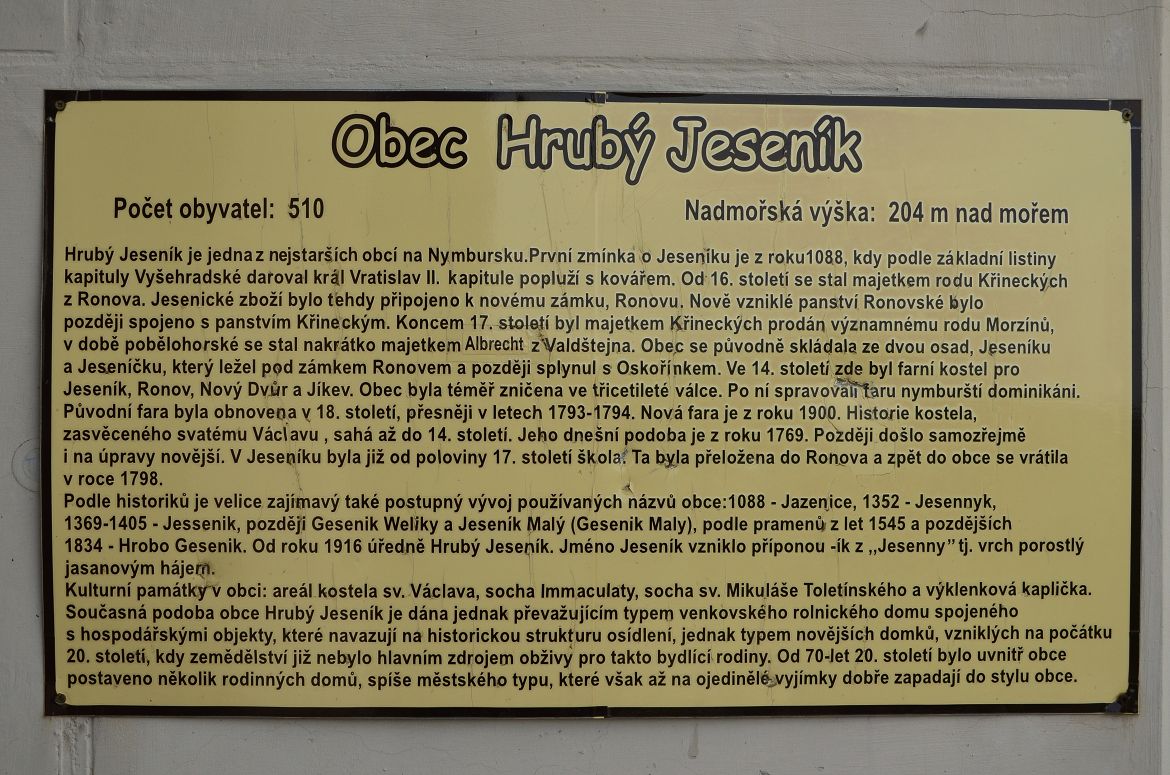 Obec Hrubý Jeseník
Počet obyvatel: 510
Nadmořská výška: 204 m nad mořem
Hrubý Jeseník je jedna z nejstarších obcí na Nymbursku.První zmínka o Jeseníku je z roku1088, kdy podle základní listiny
kapituly Vyšehradské daroval král Vratislav II. kapitule popluží s kovářem. Od 16. století se stal majetkem rodu Křineckých
z Ronova. Jesenické zboží bylo tehdy připojeno k novému zámku, Ronovu. Nově vzniklé panství Ronovské bylo
později spojeno s panstvím Křineckým. Koncem 17. století byl majetkem Křineckých prodán významnému rodu Morzínů,
v době pobělohorské se stal nakrátko majetkem Albrecht z Valdštejna. Obec se původně skládala ze dvou osad, Jeseníku
a Jeseníčku, který ležel pod zámkem Ronovem a později splynul s Oskořínkem. Ve 14. století zde byl farní kostel pro
Jeseník, Ronov, Nový Dvůr a Jíkev. Obec byla téměř zničena ve třicetileté válce. Po ní spravovali faru nymburští dominikáni.
Původní fara byla obnovena v 18. století, přesněji v letech 1793-1794. Nová fara je z roku 1900. Historie kostela,
zasvěceného svatému Václavu , sahá až do 14. století. Jeho dnešní podoba je z roku 1769. Později došlo samozřejmě
i na úpravy novější. V Jeseníku byla již od poloviny 17. století škola. Ta byla přeložena do Ronova a zpět do obce se vrátila
v roce 1798.
Podle historiků je velice zajímavý také postupný vývoj používaných názvů obce:1088 - Jazenice, 1352 - Jesennyk,
1369-1405 - Jessenik, později Gesenik Weliky a Jeseník Malý (Gesenik Maly), podle pramenů z let 1545 a pozdějších
1834 - Hrobo Gesenik. Od roku 1916 úředně Hrubý Jeseník. Jméno Jeseník vzniklo příponou -ík z ,,Jesenny” tj. vrch porostlý
jasanovým hájem.
Kulturní památky v obci: areál kostela sv. Václava, socha Immaculaty, socha sv. Mikuláše Toletínského a výklenková kaplička.
Současná podoba obce Hrubý Jeseník je dána jednak převažujícím typem venkovského rolnického domu spojeného
s hospodářskými objekty, které navazují na historickou strukturu osídlení, jednak typem novějších domků, vzniklých na počátku
20. století, kdy zemědělství již nebylo hlavním zdrojem obživy pro takto bydlící rodiny. Od 70-let 20. století bylo uvnitř obce
postaveno několik rodinných domů, spíše městského typu, které však až na ojedinělé vyjímky dobře zapadají do stylu obce.